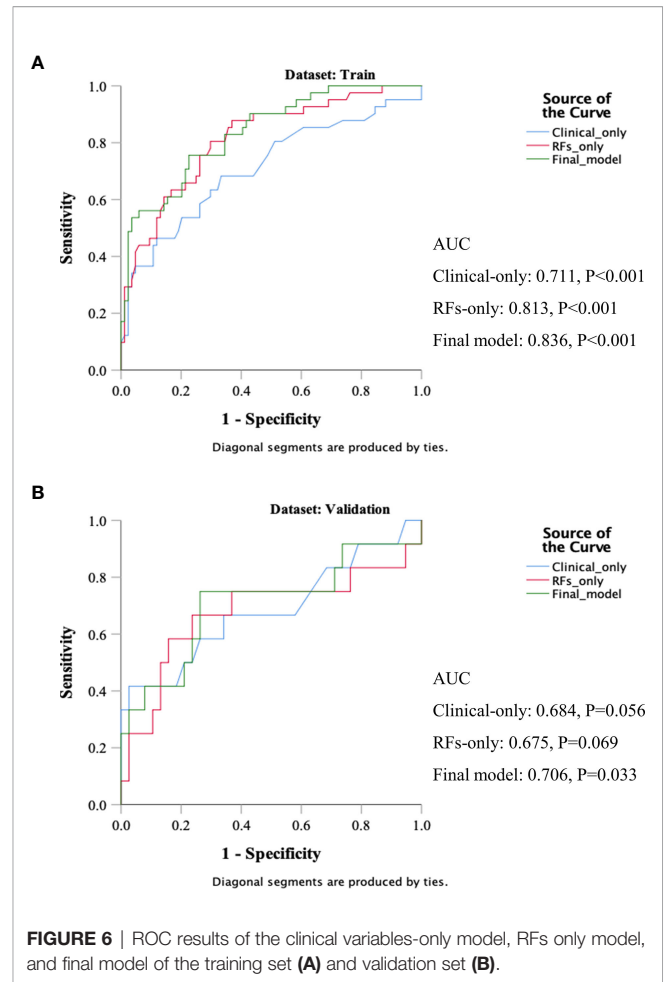 A
Dataset: Train
1.0
0.8
0.6
0.4
0.2
0.0
Sensitivity
0.0 0.2 0.4 0.6 0.8 1.0
1 - Specificity
Diagonal segments are produced by ties.
Source of
the Curve
Clinical_only
RFs_only
Final_model
AUC
Clinical-only: 0.711, P<0.001
RFs-only: 0.813, P<0.001
Final model: 0.836, P<0.001
B
Dataset: Validation
1.0
0.8
0.6
0.4
0.2
0.0
Sensitivity
0.0 0.2 0.4 0.6 0.8 1.0
1 - Specificity
Diagonal segments are produced by ties.
Source of
the Curve
Clinical_only
RFs_only
Final_model
AUC
Clinical-only: 0.684, P=0.056
RFs-only: 0.675, P=0.069
Final model: 0.706, P=0.033
FIGURE 6 | ROC results of the clinical variables-only model, RFs only model,
and final model of the training set (A) and validation set (B).